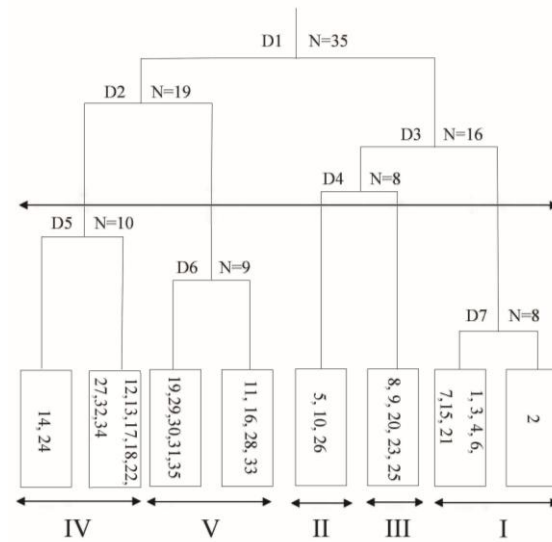 D1 N=35
D2 N=19
D3 N=16
D4 N=8
D5 N=10
D6 N=9
D7 N=8
14, 24
12,13,17,18,22,
27,32,34
19,29,30,31,35
11, 16, 28, 33
5, 10, 26
8, 9, 20, 23, 25
1, 3, 4, 6,
7,15, 21
2
IV V II III I